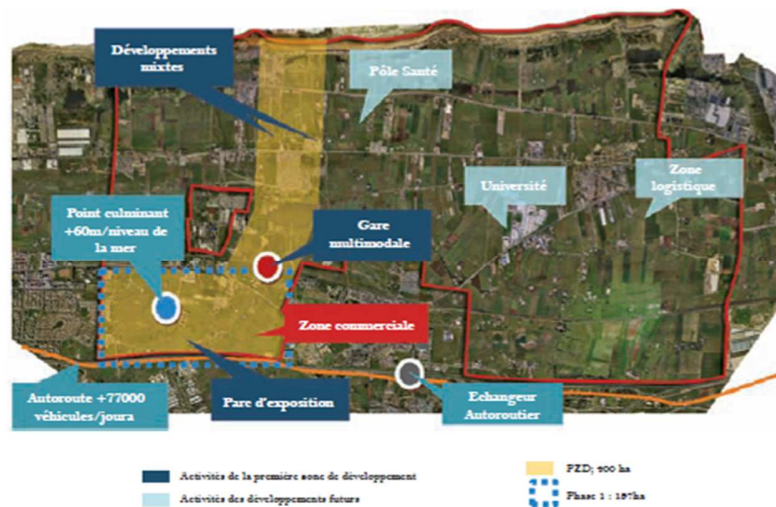 Développements
mixtes
Pôle Santé
Zone
logistique
Université
Point culminant
+60m/niveau de
la mer
Gare
multimodale
Zone commerciale
Autoroute +77000
véhicules/joura
Parc d'exposition
Echangeur
Autoroutier
Activités de la première zone de développement
Activités des développements futurs
PZD; 400 ha
Phase 1 : 197ha